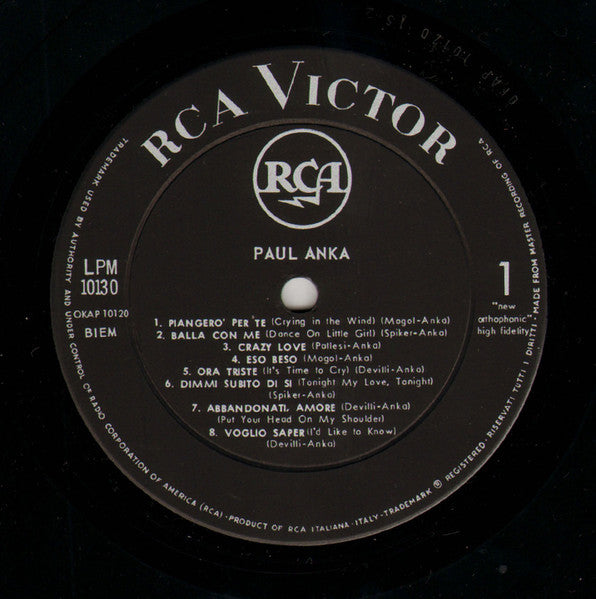 RCA VICTOR
RCA
PAUL ANKA
LPM
10130
OKAP 10120
BIEM
1
"new
orthophonic"
high fidelity
1. PIANGERO' PER TE (Crying in the Wind) (Mogol-Anka)
2. BALLA CON ME (Dance On Little Girl) (Spiker-Anka)
3. CRAZY LOVE (Pallesi-Anka)
4. ESO BESO (Mogol-Anka)
5. ORA TRISTE (It's Time to Cry) (Devilli-Anka)
6. DIMMI SUBITO DI SI (Tonight My Love, Tonight)
(Spiker-Anka)
7. ABBANDONATI, AMORE (Devilli-Anka)
(Put Your Head On My Shoulder)
8. VOGLIO SAPER (I'd Like to Know)
(Devilli-Anka)
TRADEMARK USED BY AUTHORITY AND UNDER CONTROL OF RADIO CORPORATION OF AMERICA (RCA)·PRODUCT OF RCA ITALIANA·ITALY·TRADEMARK ® REGISTERED·RISERVATI TUTTI I DIRITTI·MADE FROM MASTER RECORDING OF RCA